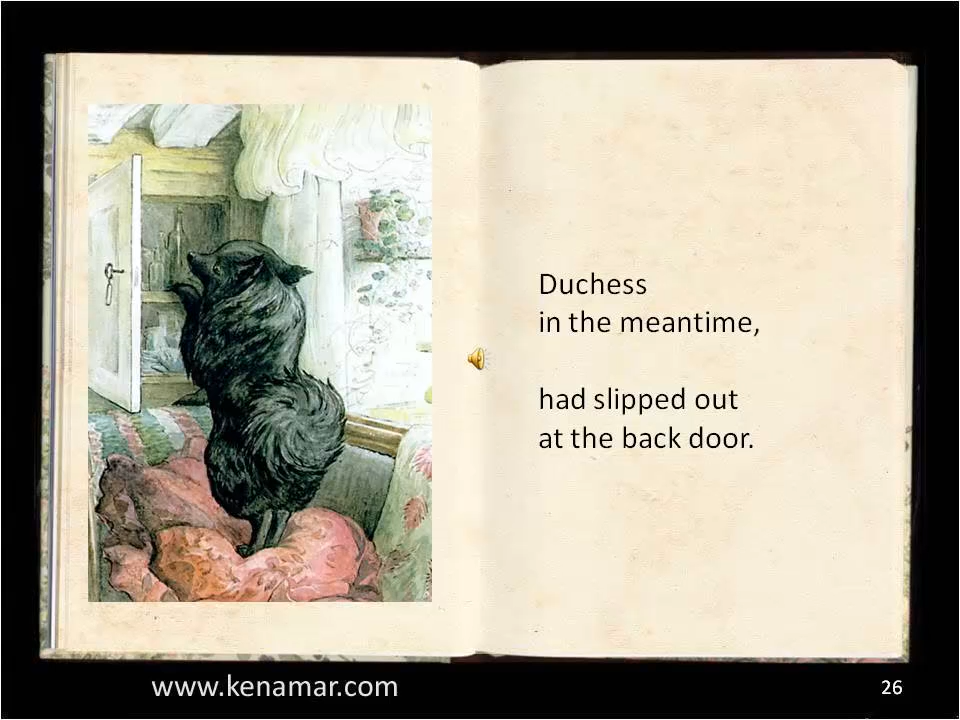 Duchess
in the meantime,
had slipped out
at the back door.
www.kenamar.com
26